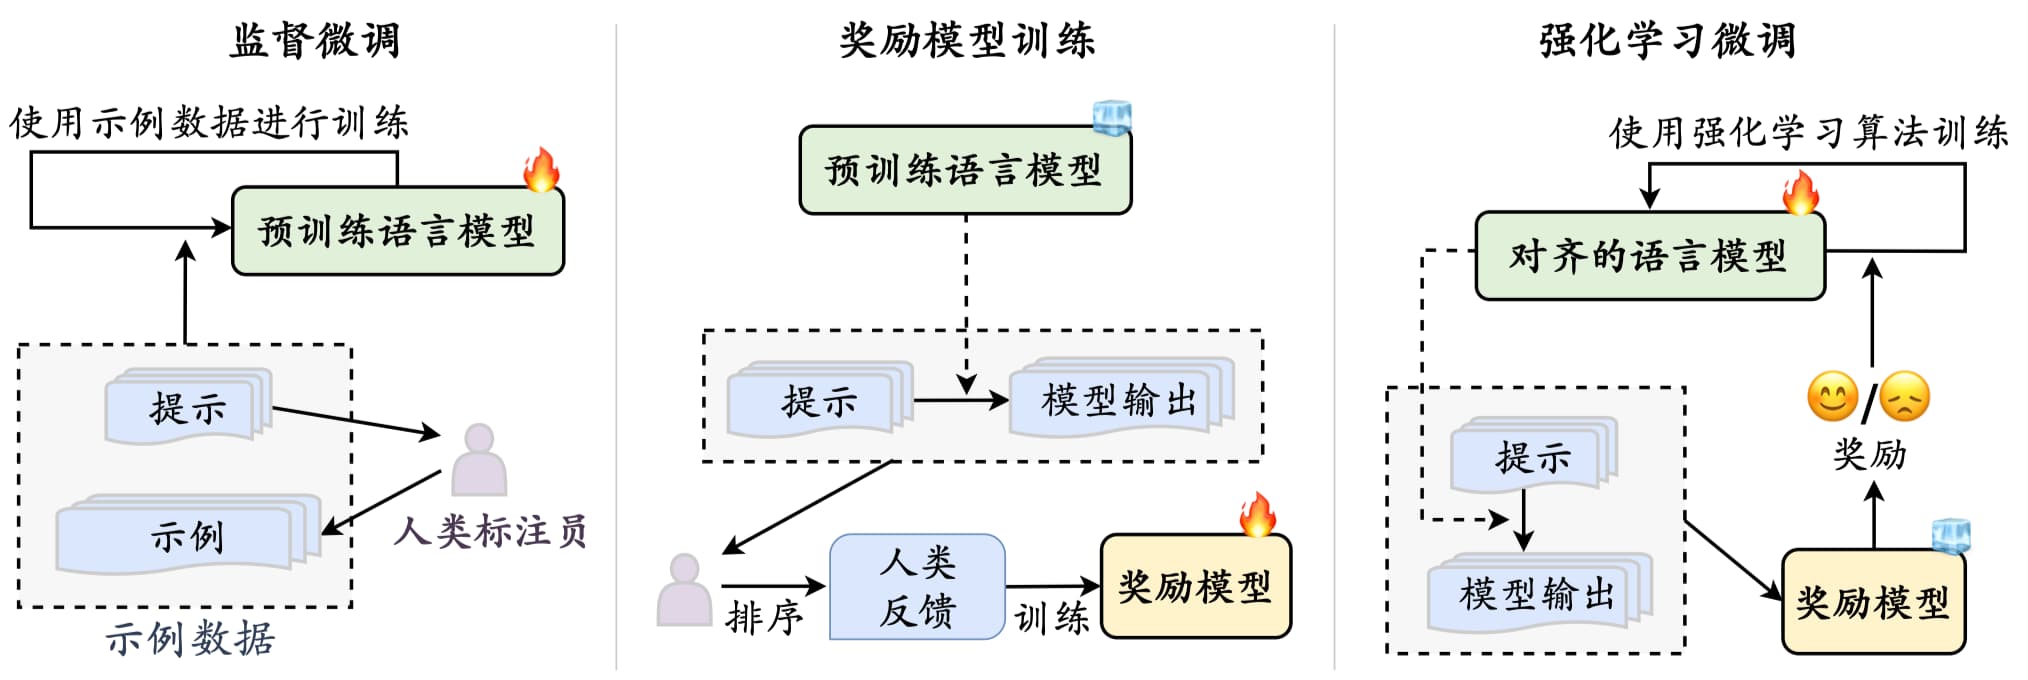 监督微调
使用示例数据进行训练
预训练语言模型
提示
示例
人类标注员
示例数据
奖励模型训练
预训练语言模型
提示
模型输出
排序
人类
反馈
训练
奖励模型
强化学习微调
使用强化学习算法训练
对齐的语言模型
/
奖励
提示
模型输出
奖励模型